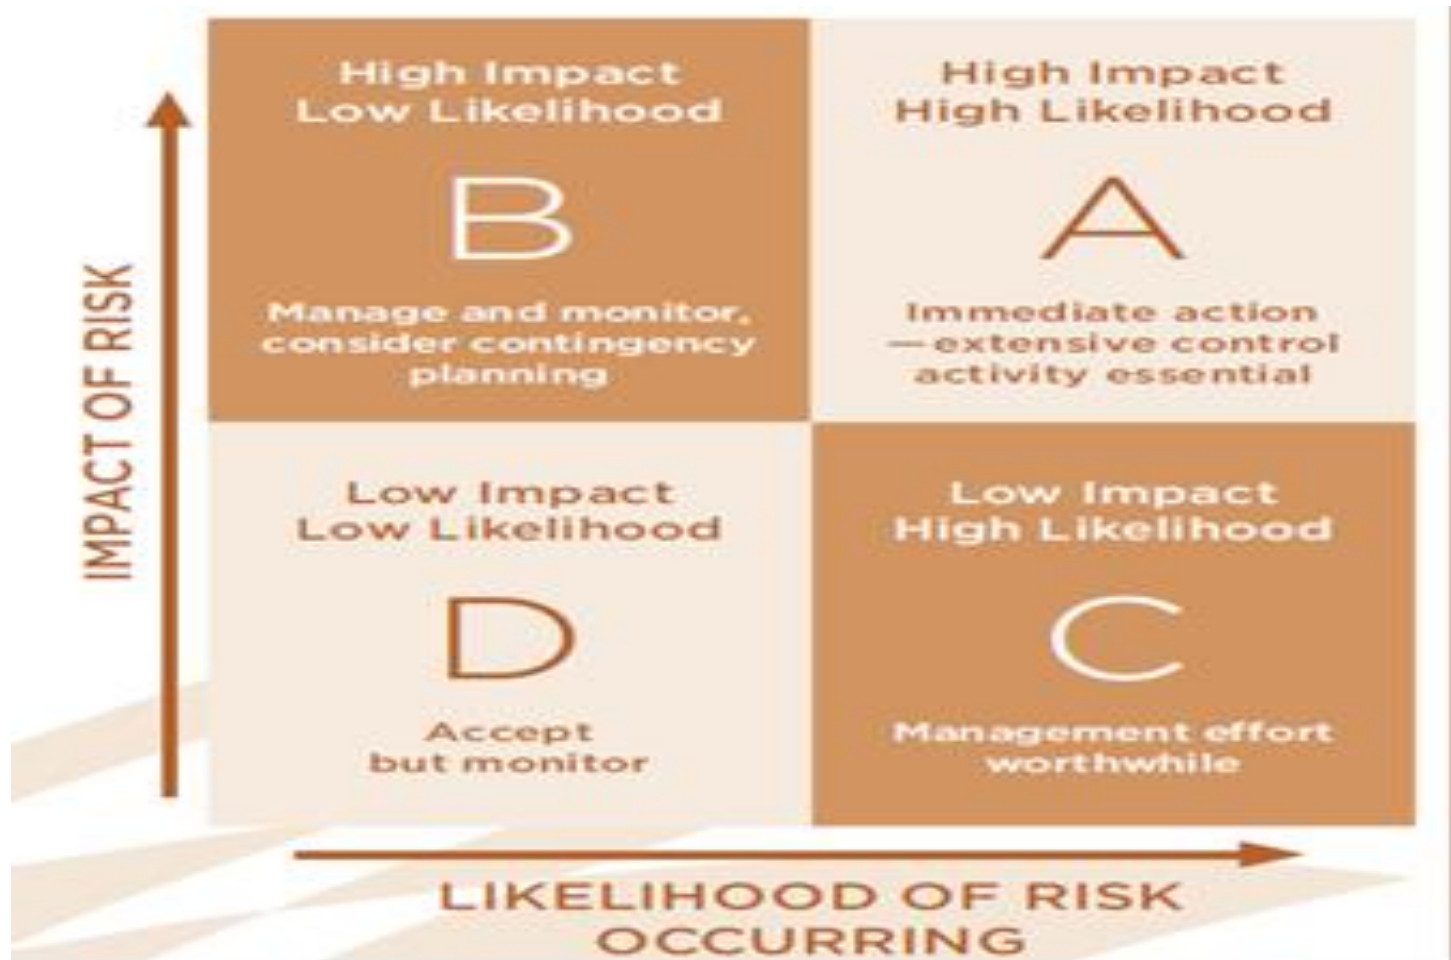 High Impact
Low Likelihood
B
Manage and monitor,
consider contingency
planning
High Impact
High Likelihood
A
Immediate action
—extensive control
activity essential
IMPACT OF RISK
Low Impact
Low Likelihood
D
Accept
but monitor
Low Impact
High Likelihood
C
Management effort
worthwhile
LIKELIHOOD OF RISK
OCCURRING